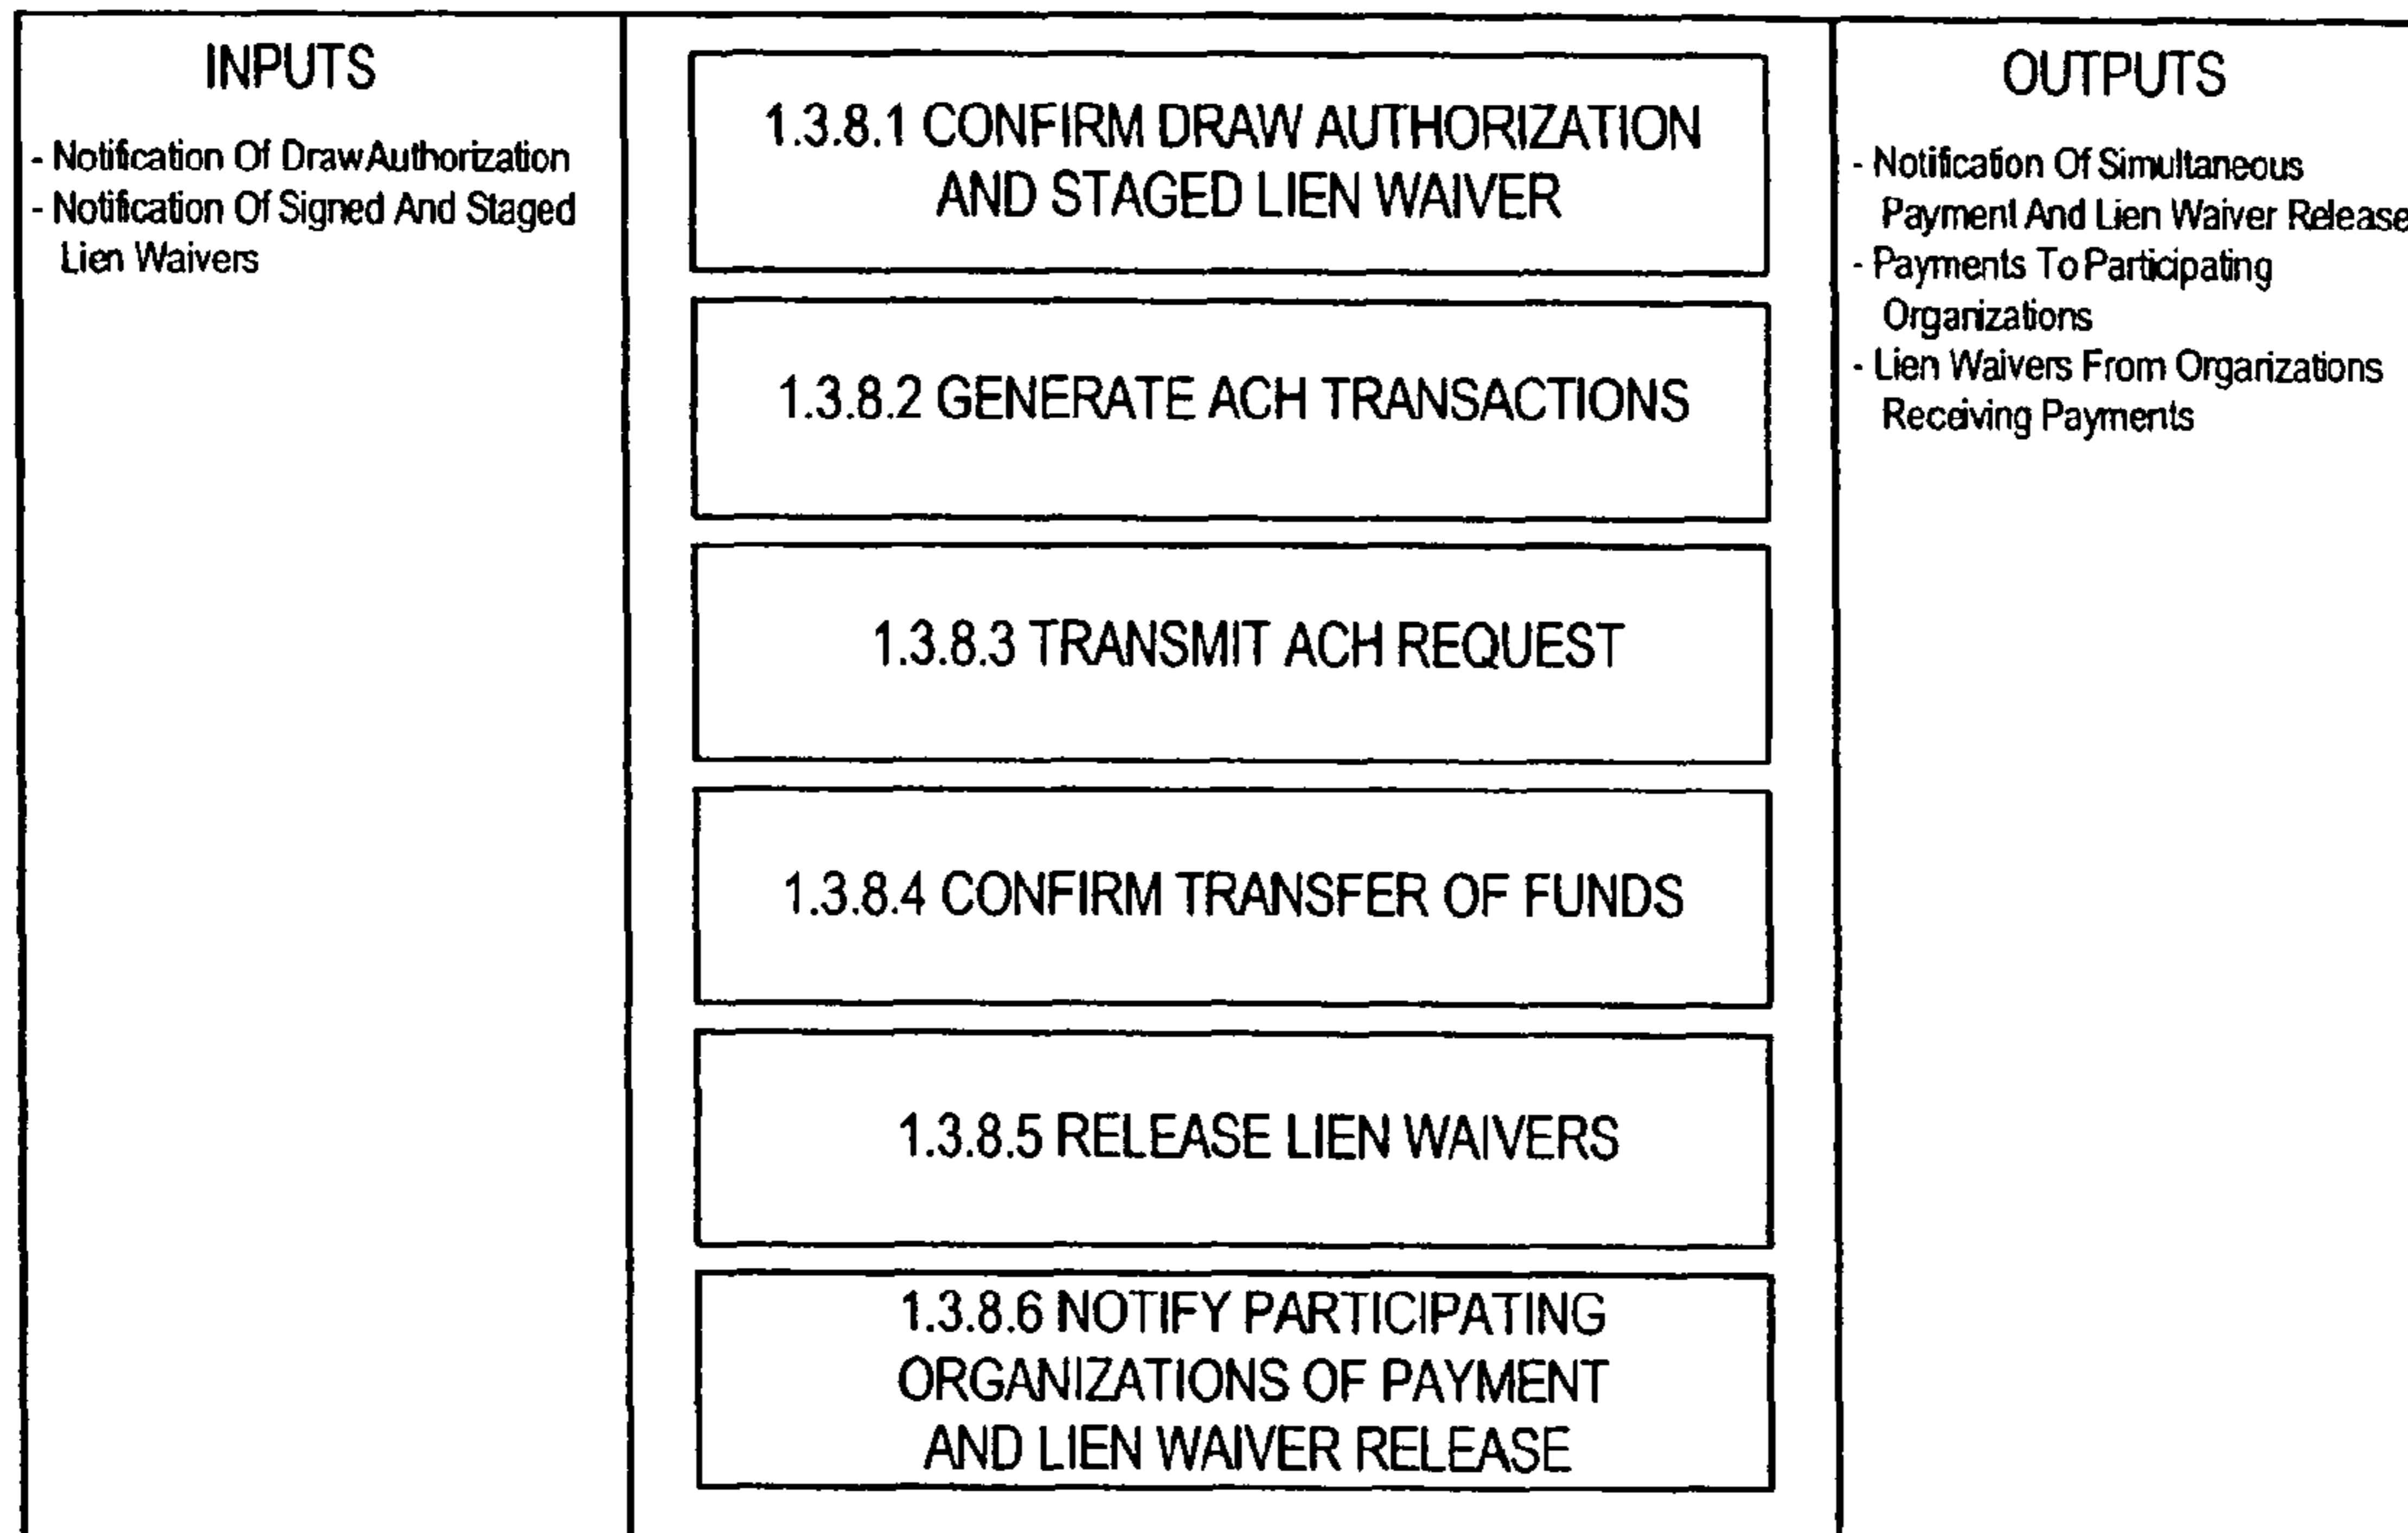 INPUTS
- Notification Of Draw Authorization
- Notification Of Signed And Staged
Lien Waivers
1.3.8.1 CONFIRM DRAW AUTHORIZATION
AND STAGED LIEN WAIVER
1.3.8.2 GENERATE ACH TRANSACTIONS
1.3.8.3 TRANSMIT ACH REQUEST
1.3.8.4 CONFIRM TRANSFER OF FUNDS
1.3.8.5 RELEASE LIEN WAIVERS
1.3.8.6 NOTIFY PARTICIPATING
ORGANIZATIONS OF PAYMENT
AND LIEN WAIVER RELEASE
OUTPUTS
- Notification Of Simultaneous
Payment And Lien Waiver Release
- Payments To Participating
Organizations
- Lien Waivers From Organizations
Receiving Payments